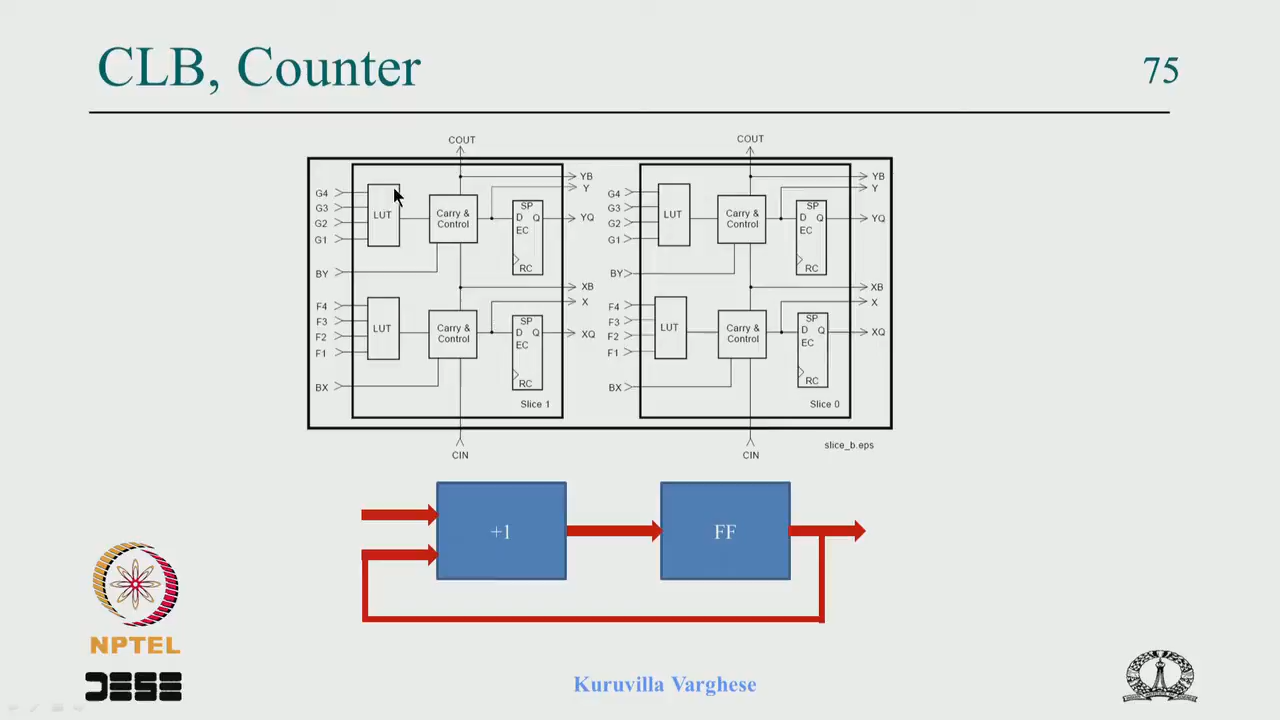 CLB, Counter
75
COUT
COUT
G4
G3
G2
G1
BY
F4
F3
F2
F1
BX
LUT
LUT
Carry & Control
Carry & Control
SP
D Q
EC
RC
SP
D Q
EC
RC
YB
Y
YQ
XB
X
XQ
Slice 1
CIN
G4
G3
G2
G1
BY
F4
F3
F2
F1
BX
LUT
LUT
Carry & Control
Carry & Control
SP
D Q
EC
RC
SP
D Q
EC
RC
YB
Y
YQ
XB
X
XQ
Slice 0
CIN
slice_b.eps
+1
FF
NPTEL
DESE
Kuruvilla Varghese